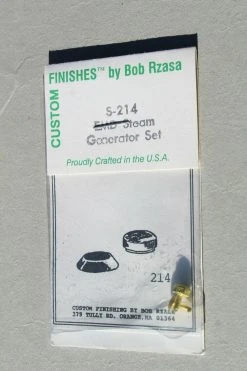 CUSTOM
FINISHES™ by Bob Rzasa
S-214
EMD Steam
Generator Set
Proudly Crafted in the U.S.A.
214
CUSTOM FINISHING BY BOB RZASA
379 TULLY RD. ORANGE, MA 01364